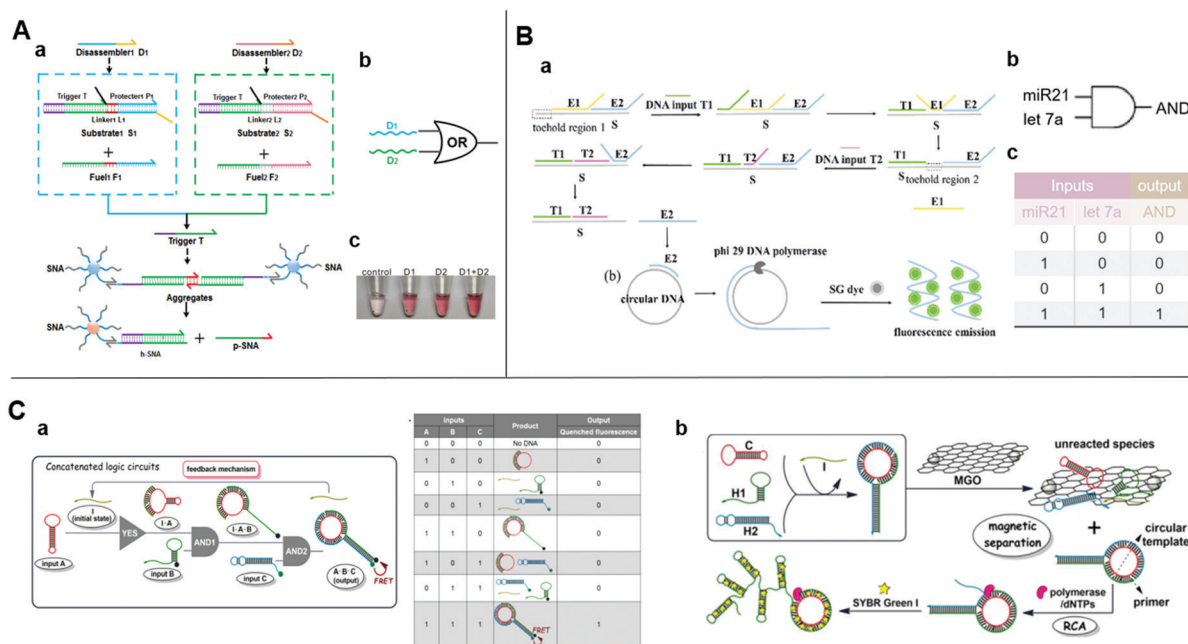 A
a
Disassembler1 D1
Disassembler2 D2
Trigger T
Protecter1 P1
Linker1 L1
Substrate1 S1
+
Fuel1 F1
Trigger T
Protecter2 P2
Linker2 L2
Substrate2 S2
+
Fuel2 F2
Trigger T
SNA
SNA
Aggregates
SNA
h-SNA
+
p-SNA
b
D1
D2
OR
c
control D1 D2 D1+D2
B
a
E1 E2
tochold region 1
S
DNA input T1
E1 E2
S
T1 E1 E2
S
T1 E2
S
tochold region 2
E1
DNA input T2
T1 T2 E2
S
T1 T2 E2
S
T1 T2
S
E2
(b)
E2
circular DNA
phi 29 DNA polymerase
SG dye
fluorescence emission
b
miR21
let 7a
AND
c
Inputs output
miR21 let 7a AND
0 0 0
1 0 0
0 1 0
1 1 1
C
a
Concatenated logic circuits
feedback mechanism
I
(initial state)
I·A
I·A·B
input A
YES
AND1
AND2
input B
input C
A·B·C
(output)
FRET
Inputs Product Output
A B C Quenched fluorescence
0 0 0 No DNA 0
1 0 0 0
0 1 0 0
0 0 1 0
1 1 0 0
1 0 1 0
0 1 1 0
1 1 1 FRET 1
b
C
H1
H2
I
MGO
unreacted species
magnetic
separation
+
circular
template
primer
polymerase
/dNTPs
RCA
SYBR Green I